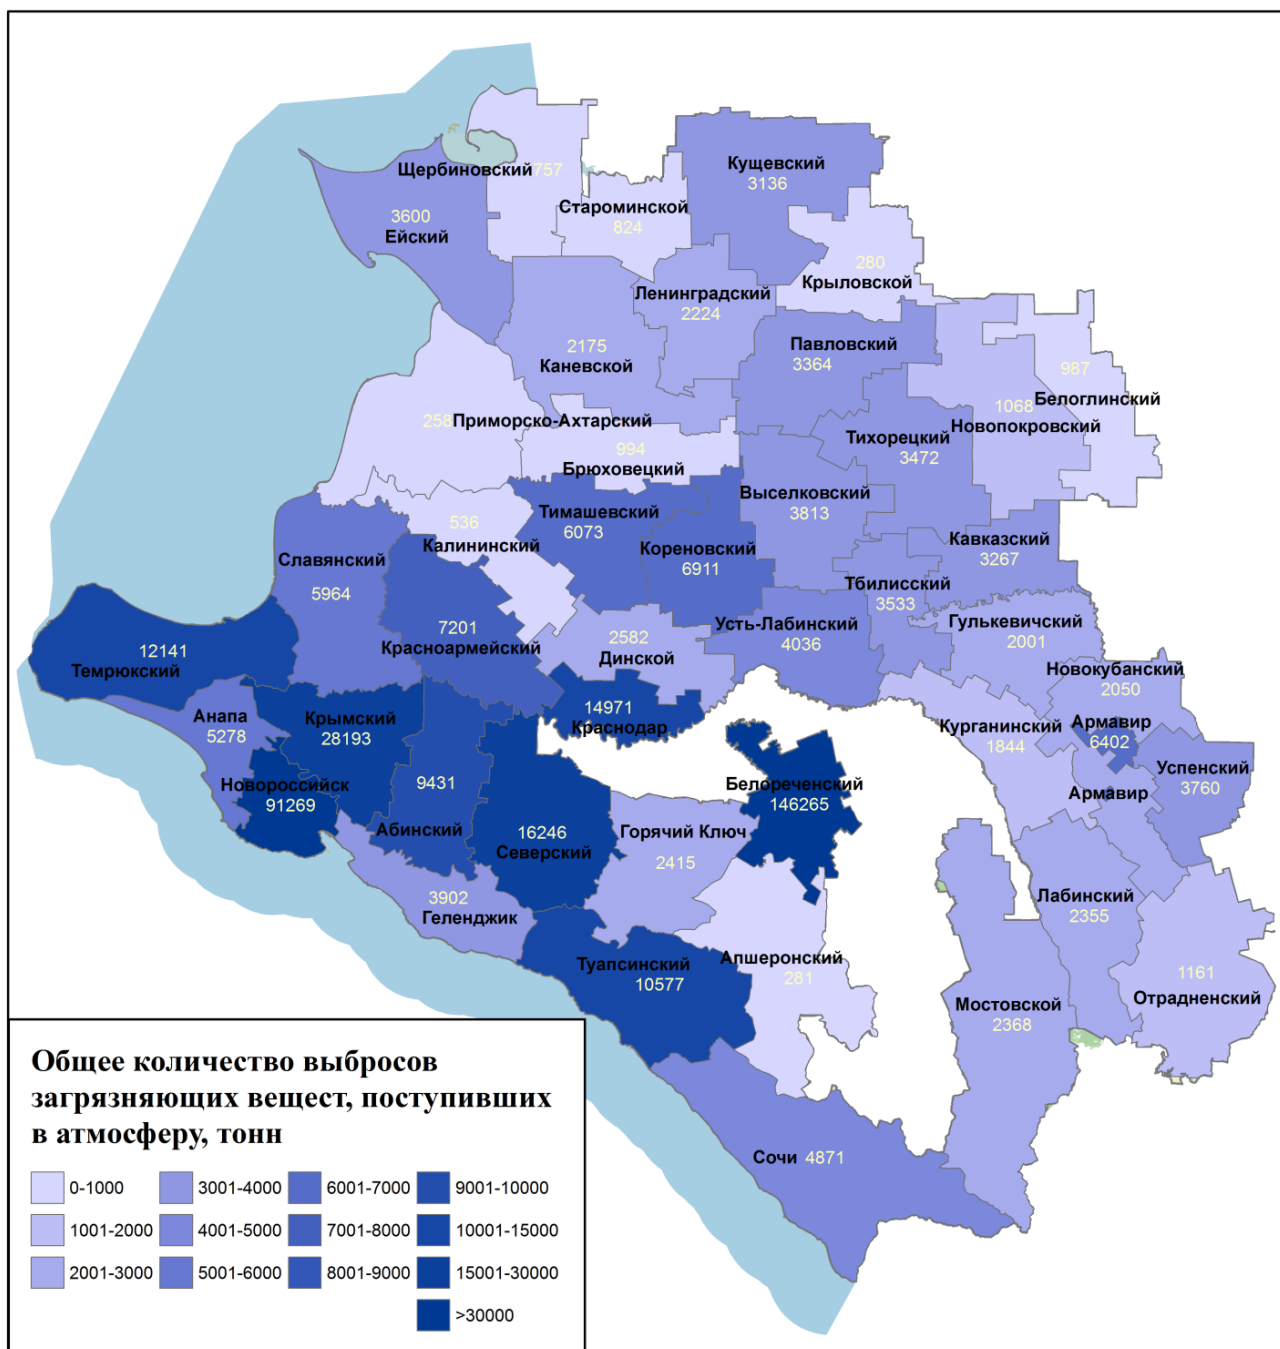 Щербиновский
757
Кущевский
3136
Староминской
824
3600
Ейский
280
Крыловской
Ленинградский
2224
2175
Каневской
Павловский
3364
987
Белоглинский
1068
Новопокровский
258
Приморско-Ахтарский
994
Брюховецкий
Тихорецкий
3472
Выселковский
3813
536
Калининский
Тимашевский
6073
Кореновский
6911
Кавказский
3267
Славянский
5964
Тбилисский
3533
7201
Красноармейский
2582
Динской
Усть-Лабинский
4036
Гулькевичский
2001
12141
Темрюкский
Новокубанский
2050
Анапа
5278
Крымский
28193
14971
Краснодар
Курганинский
1844
Армавир
6402
Успенский
3760
Новороссийск
91269
9431
Абинский
Белореченский
146265
Армавир
16246
Северский
Горячий Ключ
2415
3902
Геленджик
Лабинский
2355
Туапсинский
10577
Апшеронский
281
1161
Отрадненский
Мостовской
2368
Сочи 4871
Общее количество выбросов
загрязняющих вещест, поступивших
в атмосферу, тонн
0-1000 3001-4000 6001-7000 9001-10000
1001-2000 4001-5000 7001-8000 10001-15000
2001-3000 5001-6000 8001-9000 15001-30000
>30000